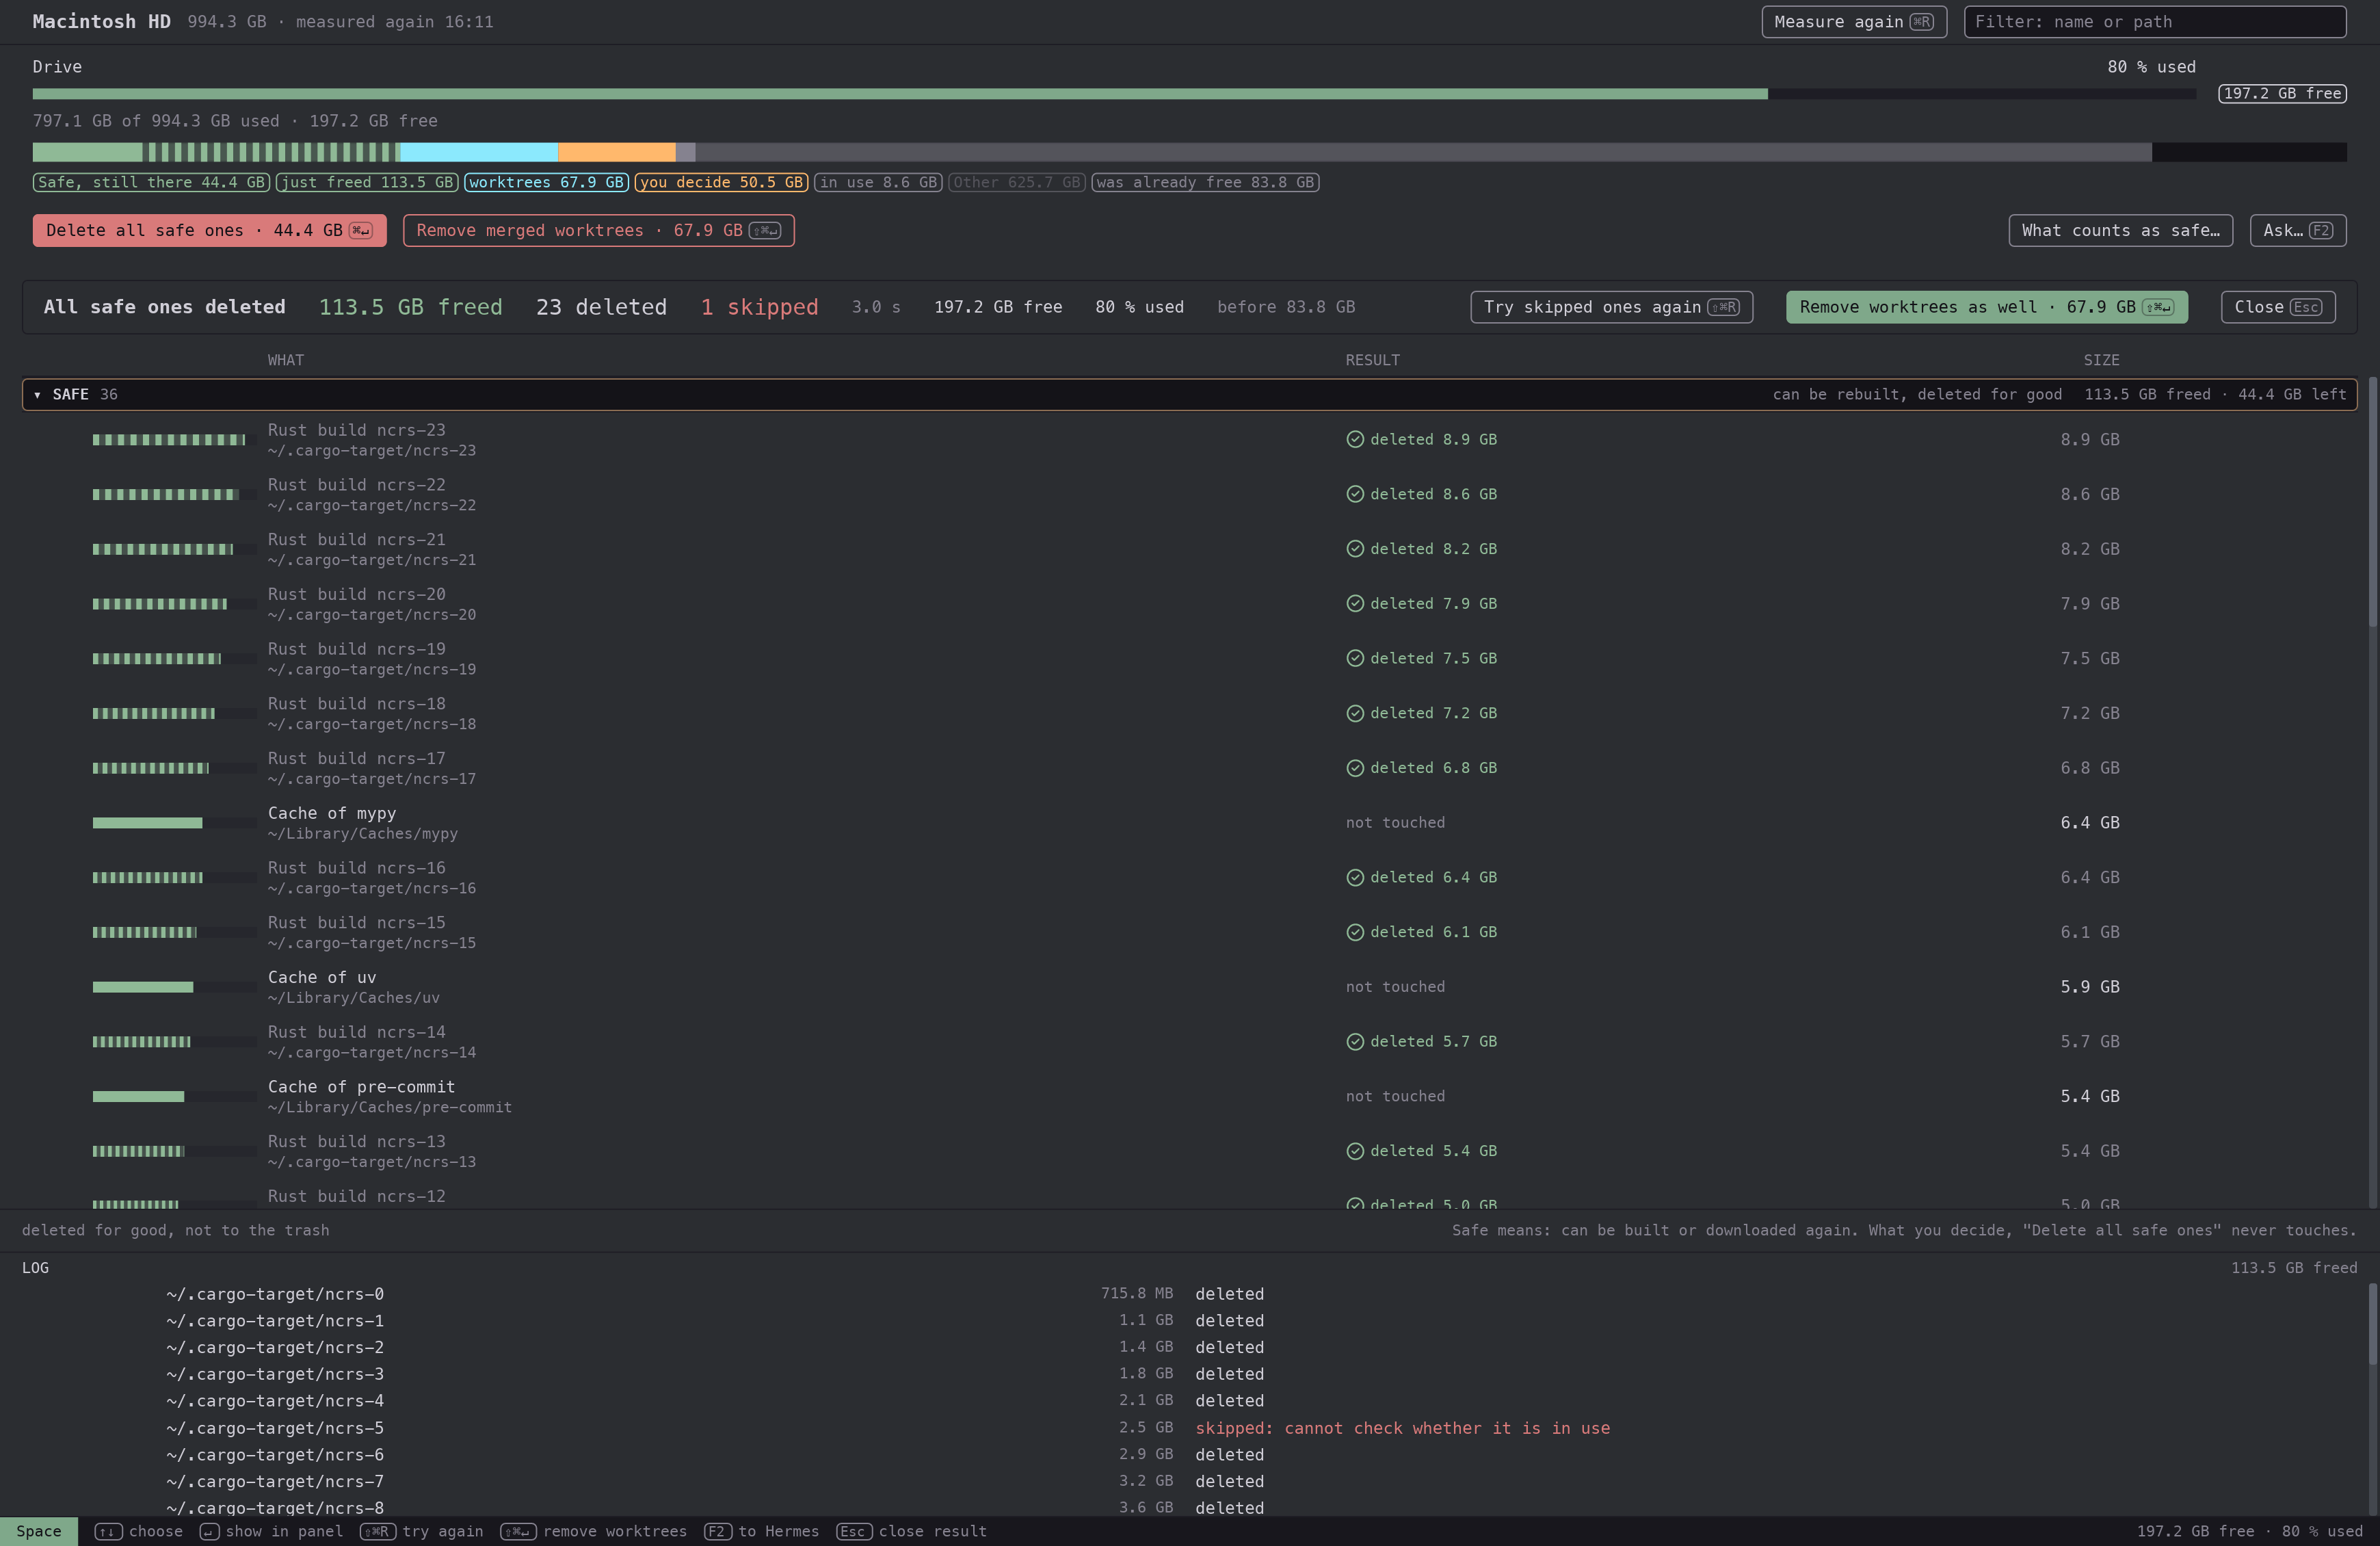 Macintosh HD 994.3 GB · measured again 16:11 Measure again ⌘R Filter: name or path
Drive 80 % used
197.2 GB free
797.1 GB of 994.3 GB used · 197.2 GB free
Safe, still there 44.4 GB just freed 113.5 GB worktrees 67.9 GB you decide 50.5 GB in use 8.6 GB Other 625.7 GB was already free 83.8 GB
Delete all safe ones · 44.4 GB ⌘↵ Remove merged worktrees · 67.9 GB ⇧⌘↵ What counts as safe… Ask… F2
All safe ones deleted 113.5 GB freed 23 deleted 1 skipped 3.0 s 197.2 GB free 80 % used before 83.8 GB Try skipped ones again ⇧⌘R Remove worktrees as well · 67.9 GB ⇧⌘↵ Close Esc
WHAT RESULT SIZE
▾ SAFE 36 can be rebuilt, deleted for good 113.5 GB freed · 44.4 GB left
Rust build ncrs-23
~/.cargo-target/ncrs-23
deleted 8.9 GB 8.9 GB
Rust build ncrs-22
~/.cargo-target/ncrs-22
deleted 8.6 GB 8.6 GB
Rust build ncrs-21
~/.cargo-target/ncrs-21
deleted 8.2 GB 8.2 GB
Rust build ncrs-20
~/.cargo-target/ncrs-20
deleted 7.9 GB 7.9 GB
Rust build ncrs-19
~/.cargo-target/ncrs-19
deleted 7.5 GB 7.5 GB
Rust build ncrs-18
~/.cargo-target/ncrs-18
deleted 7.2 GB 7.2 GB
Rust build ncrs-17
~/.cargo-target/ncrs-17
deleted 6.8 GB 6.8 GB
Cache of mypy
~/Library/Caches/mypy
not touched 6.4 GB
Rust build ncrs-16
~/.cargo-target/ncrs-16
deleted 6.4 GB 6.4 GB
Rust build ncrs-15
~/.cargo-target/ncrs-15
deleted 6.1 GB 6.1 GB
Cache of uv
~/Library/Caches/uv
not touched 5.9 GB
Rust build ncrs-14
~/.cargo-target/ncrs-14
deleted 5.7 GB 5.7 GB
Cache of pre-commit
~/Library/Caches/pre-commit
not touched 5.4 GB
Rust build ncrs-13
~/.cargo-target/ncrs-13
deleted 5.4 GB 5.4 GB
Rust build ncrs-12
deleted 5.0 GB 5.0 GB
deleted for good, not to the trash Safe means: can be built or downloaded again. What you decide, "Delete all safe ones" never touches.
LOG 113.5 GB freed
~/.cargo-target/ncrs-0 715.8 MB deleted
~/.cargo-target/ncrs-1 1.1 GB deleted
~/.cargo-target/ncrs-2 1.4 GB deleted
~/.cargo-target/ncrs-3 1.8 GB deleted
~/.cargo-target/ncrs-4 2.1 GB deleted
~/.cargo-target/ncrs-5 2.5 GB skipped: cannot check whether it is in use
~/.cargo-target/ncrs-6 2.9 GB deleted
~/.cargo-target/ncrs-7 3.2 GB deleted
~/.cargo-target/ncrs-8 3.6 GB deleted
Space ↑↓ choose ↵ show in panel ⇧⌘R try again ⇧⌘↵ remove worktrees F2 to Hermes Esc close result 197.2 GB free · 80 % used